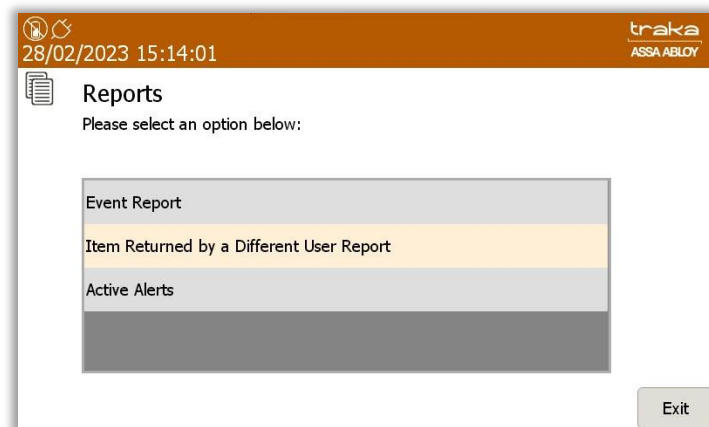 28/02/2023 15:14:01
traka
ASSA ABLOY
Reports
Please select an option below:
Event Report
Item Returned by a Different User Report
Active Alerts
Exit